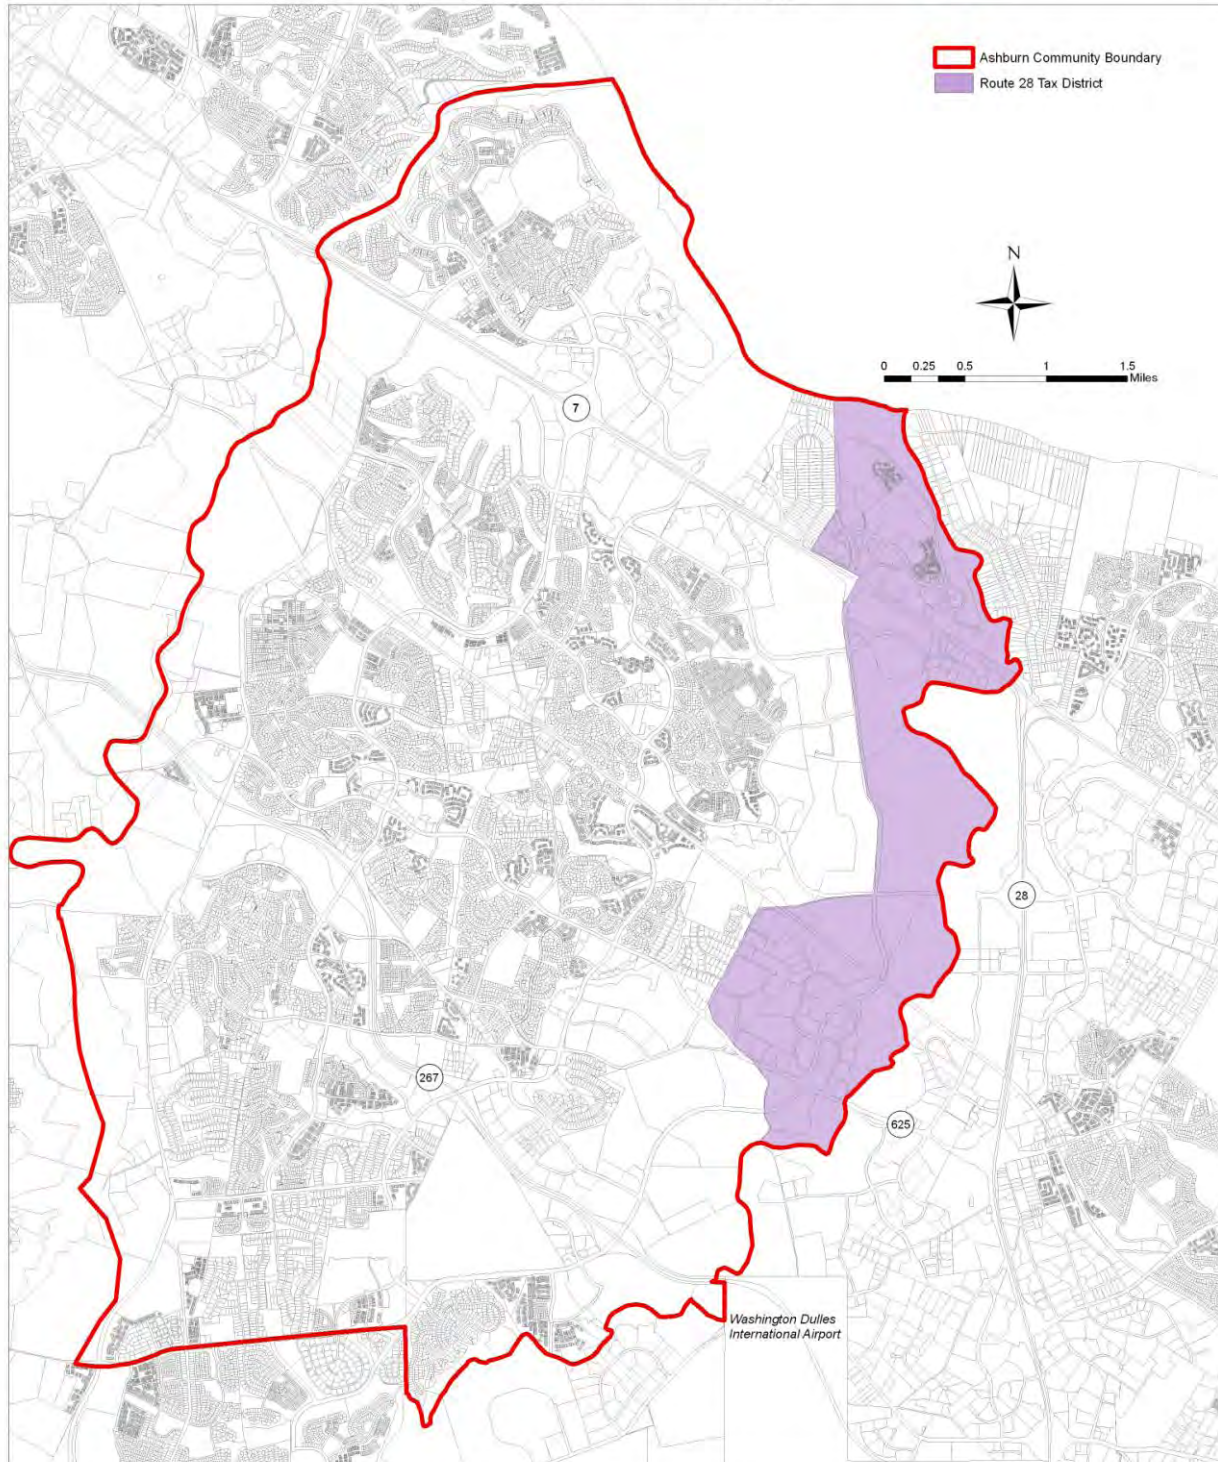 Ashburn Community Boundary
Route 28 Tax District
N
0 0.25 0.5 1 1.5
Miles
7
28
267
625
Washington Dulles
International Airport